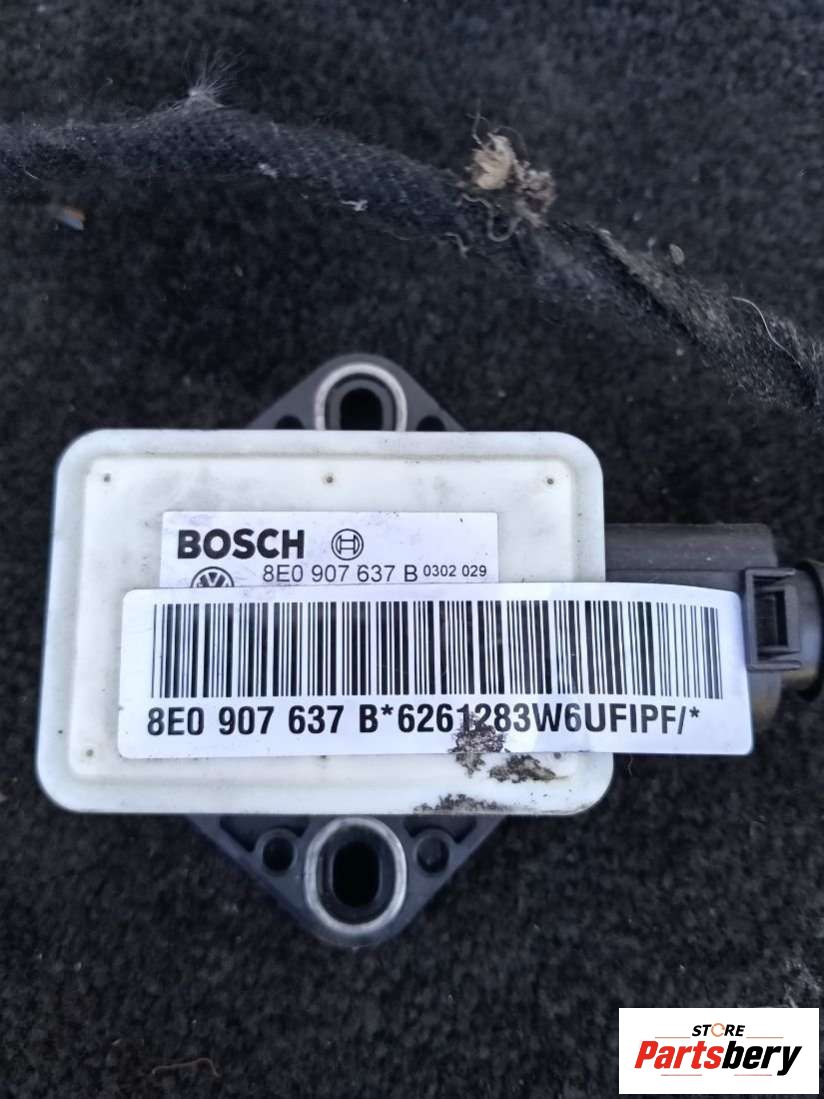 BOSCH
8E0 907 637 B 0302 029
8E0 907 637 B*6261283W6UFIPF/*
STORE
Partsbery